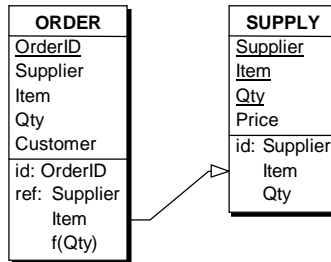 ORDER
OrderID
Supplier
Item
Qty
Customer
id: OrderID
ref: Supplier
Item
f(Qty)
SUPPLY
Supplier
Item
Qty
Price
id: Supplier
Item
Qty